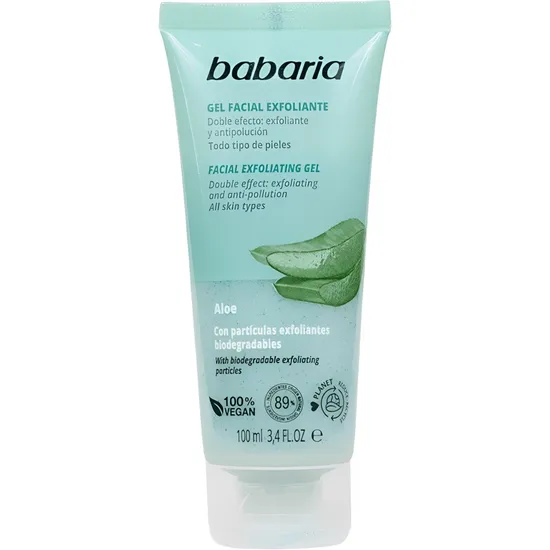 babaria
GEL FACIAL EXFOLIANTE
Doble efecto: exfoliante
y antipolución
Todo tipo de pieles
FACIAL EXFOLIATING GEL
Double effect: exfoliating
and anti-pollution
All skin types
Aloe
Con partículas exfoliantes
biodegradables
With biodegradable exfoliating
particles
100%
VEGAN
89%
PLANET
100 ml 3,4 FL.OZ ℮